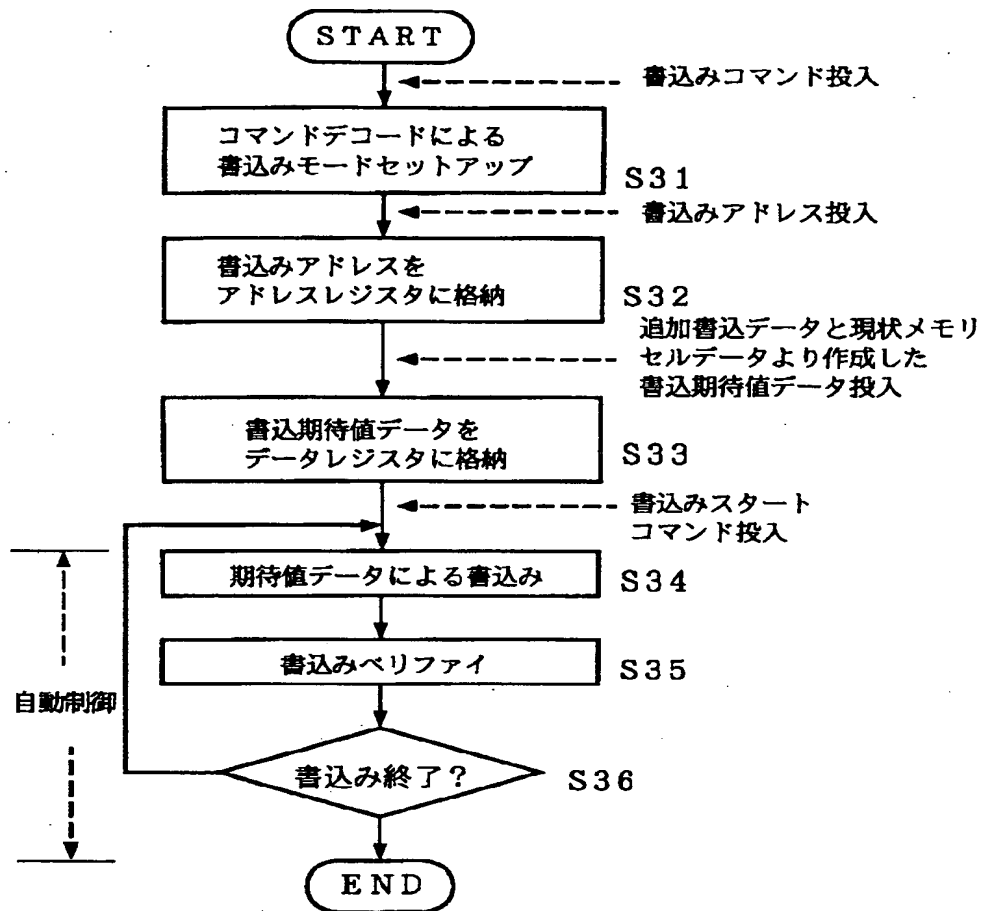 START
書込みコマンド投入
コマンドデコードによる
書込みモードセットアップ
S31
書込みアドレス投入
書込みアドレスを
アドレスレジスタに格納
S32
追加書込データと現状メモリ
セルデータより作成した
書込期待値データ投入
書込期待値データを
データレジスタに格納
S33
書込みスタート
コマンド投入
期待値データによる書込み
S34
書込みベリファイ
S35
自動制御
書込み終了?
S36
END